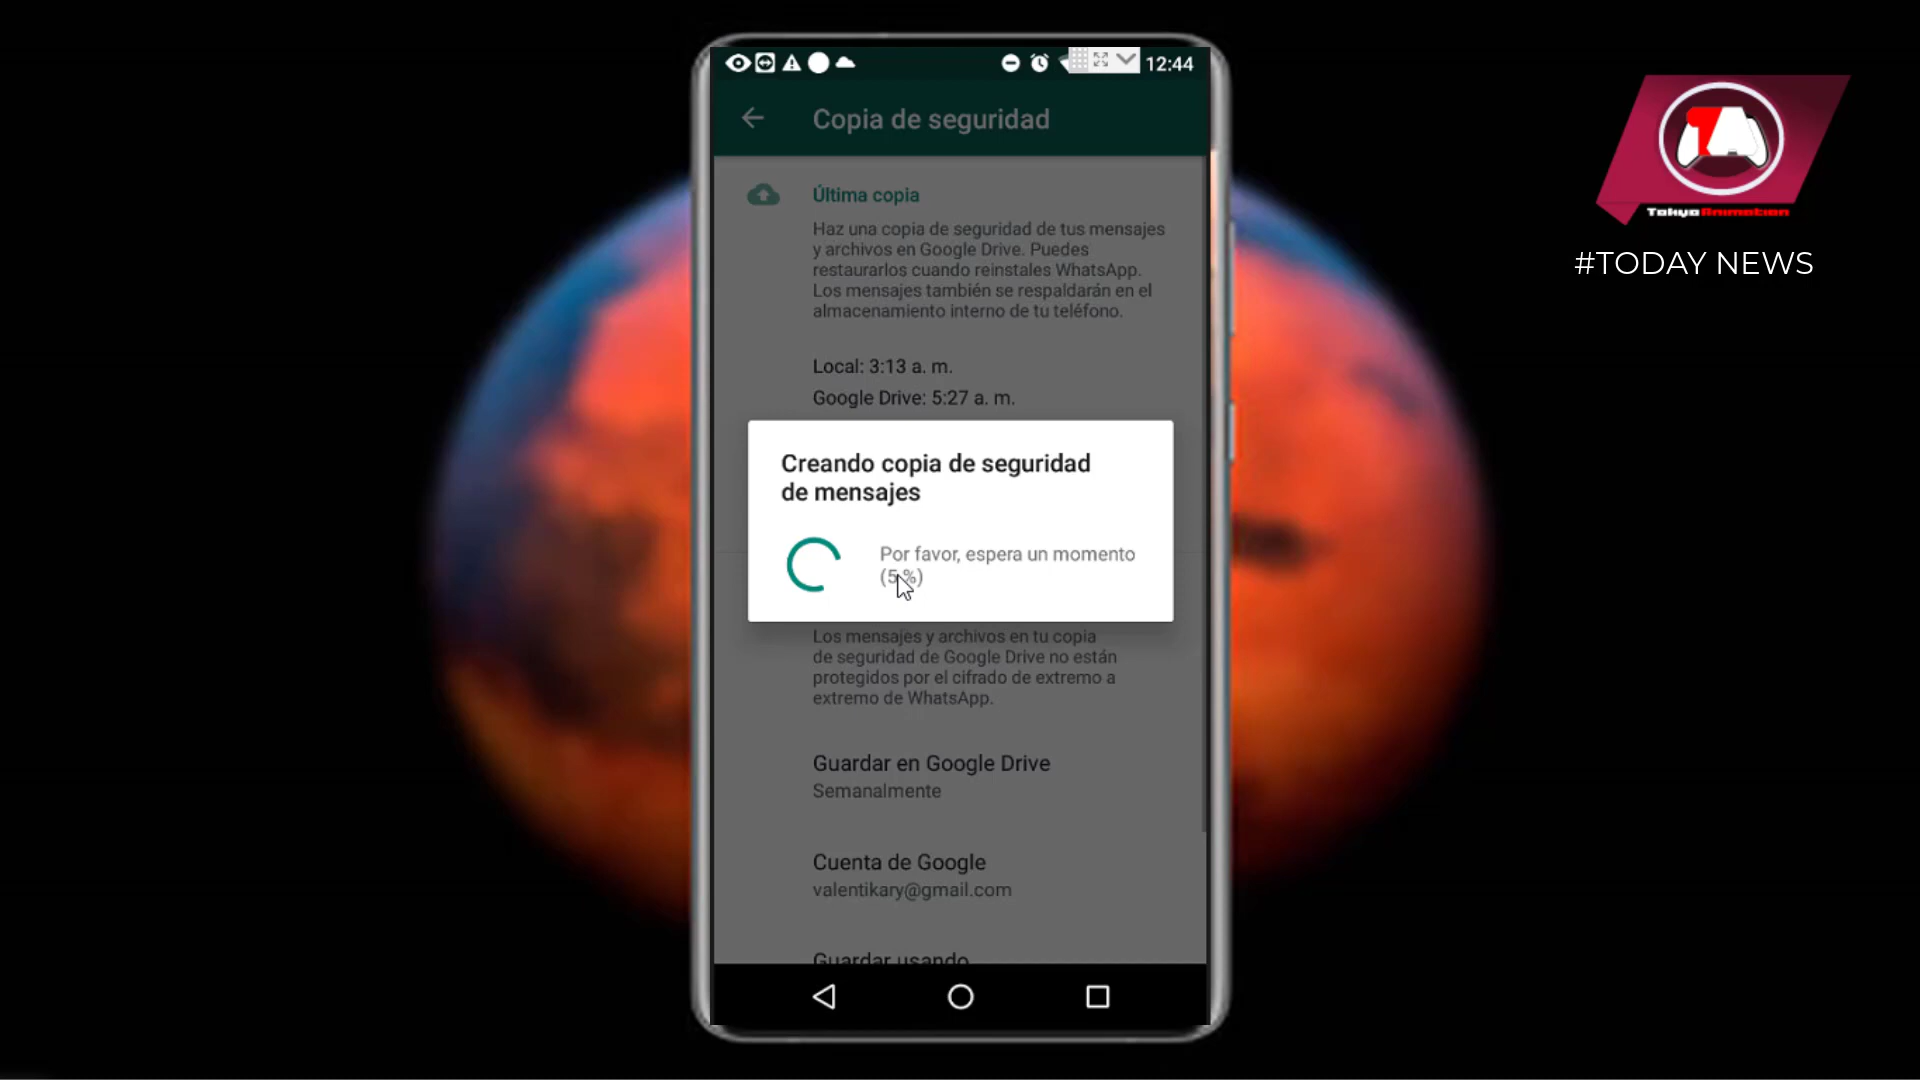 12:44
Copia de seguridad
Última copia
Haz una copia de seguridad de tus mensajes
y archivos en Google Drive. Puedes
restaurarlos cuando reinstales WhatsApp.
Los mensajes también se respaldarán en el
almacenamiento interno de tu teléfono.
Local: 3:13 a. m.
Google Drive: 5:27 a. m.
Creando copia de seguridad
de mensajes
Por favor, espera un momento
(5 %)
Los mensajes y archivos en tu copia
de seguridad de Google Drive no están
protegidos por el cifrado de extremo a
extremo de WhatsApp.
Guardar en Google Drive
Semanalmente
Cuenta de Google
valentikary@gmail.com
Guardar usando
TA
TokyoAnimation
#TODAY NEWS